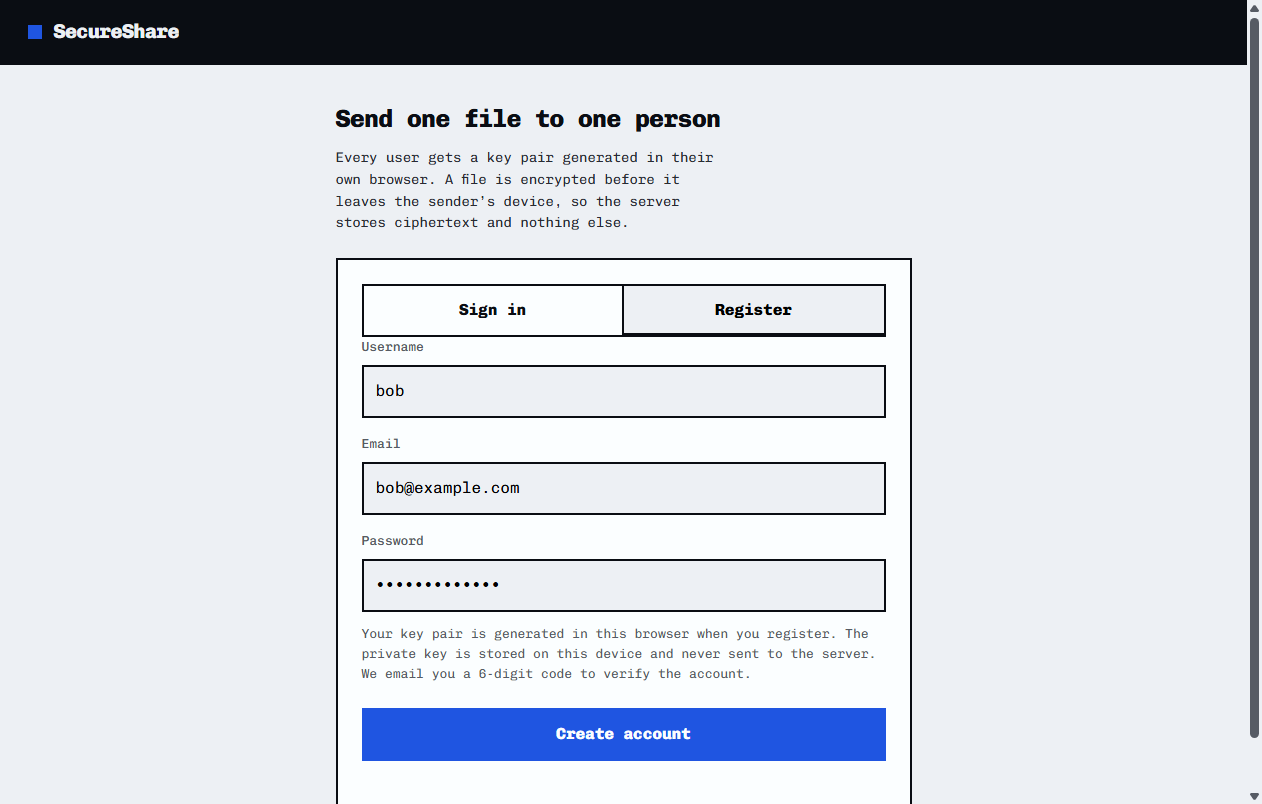 SecureShare
Send one file to one person
Every user gets a key pair generated in their
own browser. A file is encrypted before it
leaves the sender's device, so the server
stores ciphertext and nothing else.
Sign in
Register
Username
bob
Email
bob@example.com
Password
•••••••••••••
Your key pair is generated in this browser when you register. The
private key is stored on this device and never sent to the server.
We email you a 6-digit code to verify the account.
Create account